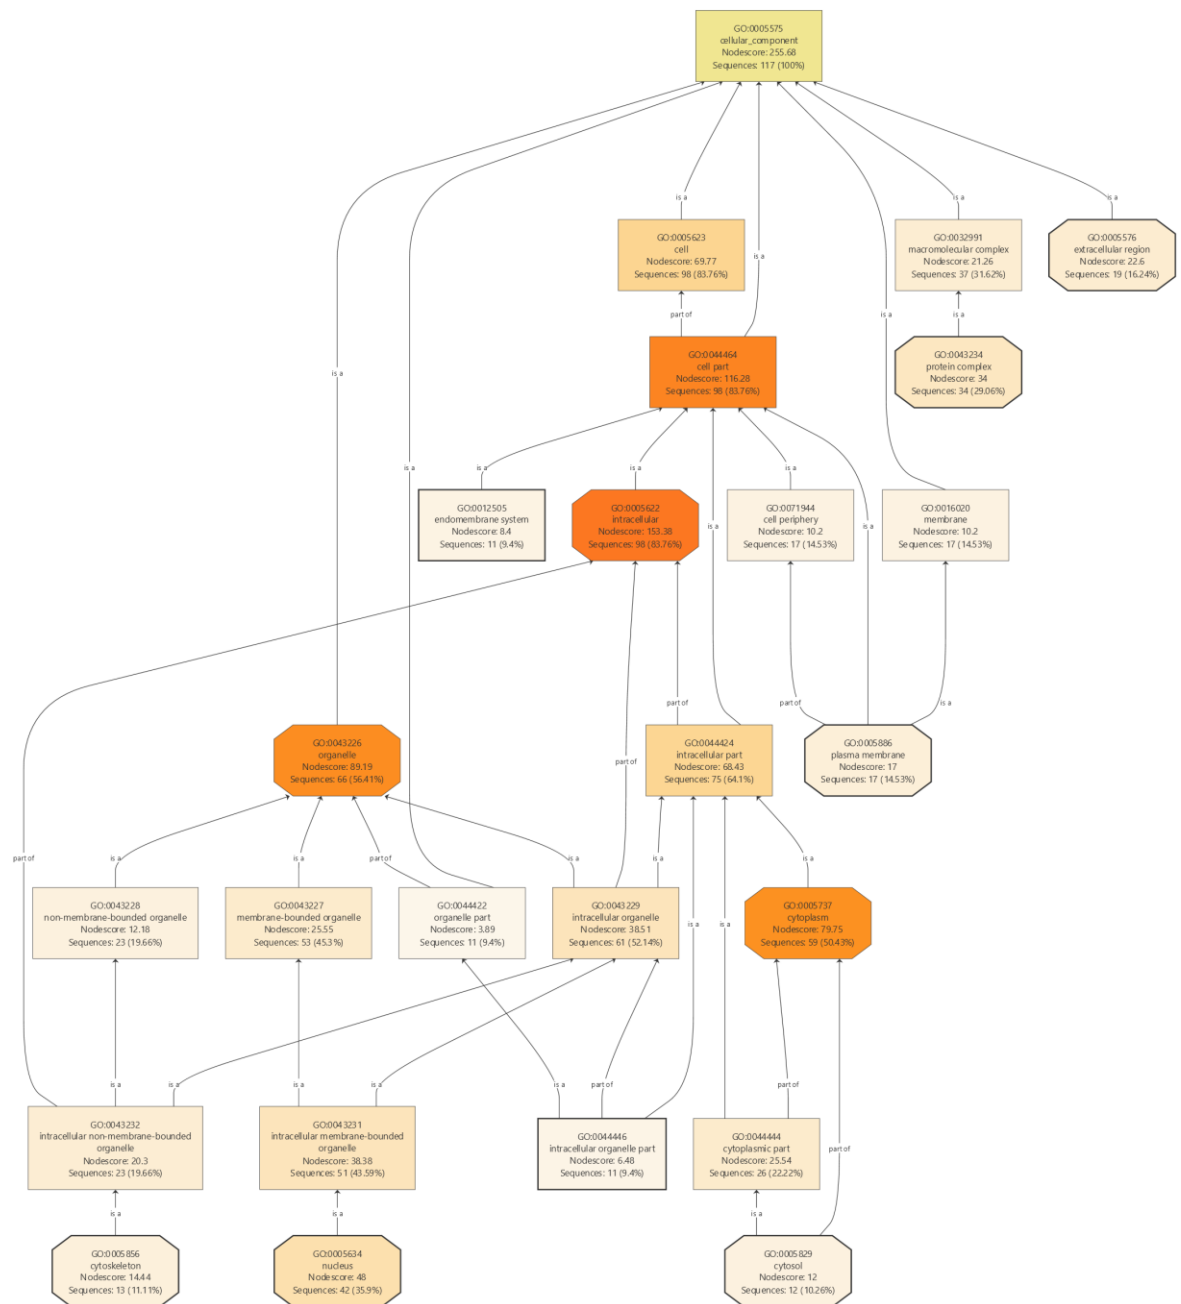 GO:0005575
cellular_component
Nodescore: 255.68
Sequences: 117 (100%)
is a
is a
GO:0005623
cell
Nodescore: 69.77
Sequences: 98 (83.76%)
is a
GO:0032991
macromolecular complex
Nodescore: 21.26
Sequences: 37 (31.62%)
is a
GO:0005576
extracellular region
Nodescore: 22.6
Sequences: 19 (16.24%)
is a
part of
is a
is a
GO:0044464
cell part
Nodescore: 116.28
Sequences: 98 (83.76%)
GO:0043234
protein complex
Nodescore: 34
Sequences: 34 (29.06%)
is a
is a
is a
is a
is a
GO:0012505
endomembrane system
Nodescore: 8.4
Sequences: 11 (9.4%)
GO:0005622
intracellular
Nodescore: 153.38
Sequences: 98 (83.76%)
is a
GO:0071944
cell periphery
Nodescore: 10.2
Sequences: 17 (14.53%)
is a
GO:0016020
membrane
Nodescore: 10.2
Sequences: 17 (14.53%)
part of
part of
is a
GO:0043226
organelle
Nodescore: 89.19
Sequences: 66 (56.41%)
part of
GO:0044424
intracellular part
Nodescore: 68.43
Sequences: 75 (64.1%)
GO:0005886
plasma membrane
Nodescore: 17
Sequences: 17 (14.53%)
part of
is a
is a
part of
is a
is a
is a
GO:0043228
non-membrane-bounded organelle
Nodescore: 12.18
Sequences: 23 (19.66%)
GO:0043227
membrane-bounded organelle
Nodescore: 25.55
Sequences: 53 (45.3%)
GO:0044422
organelle part
Nodescore: 3.89
Sequences: 11 (9.4%)
GO:0043229
intracellular organelle
Nodescore: 38.51
Sequences: 61 (52.14%)
is a
is a
GO:0005737
cytoplasm
Nodescore: 79.75
Sequences: 59 (50.43%)
is a
is a
is a
is a
is a
part of
part of
GO:0043232
intracellular non-membrane-bounded
organelle
Nodescore: 20.3
Sequences: 23 (19.66%)
GO:0043231
intracellular membrane-bounded
organelle
Nodescore: 38.38
Sequences: 51 (43.59%)
GO:0044446
intracellular organelle part
Nodescore: 6.48
Sequences: 11 (9.4%)
GO:0044444
cytoplasmic part
Nodescore: 25.54
Sequences: 26 (22.22%)
part of
is a
is a
is a
GO:0005856
cytoskeleton
Nodescore: 14.44
Sequences: 13 (11.11%)
GO:0005634
nucleus
Nodescore: 48
Sequences: 42 (35.9%)
GO:0005829
cytosol
Nodescore: 12
Sequences: 12 (10.26%)